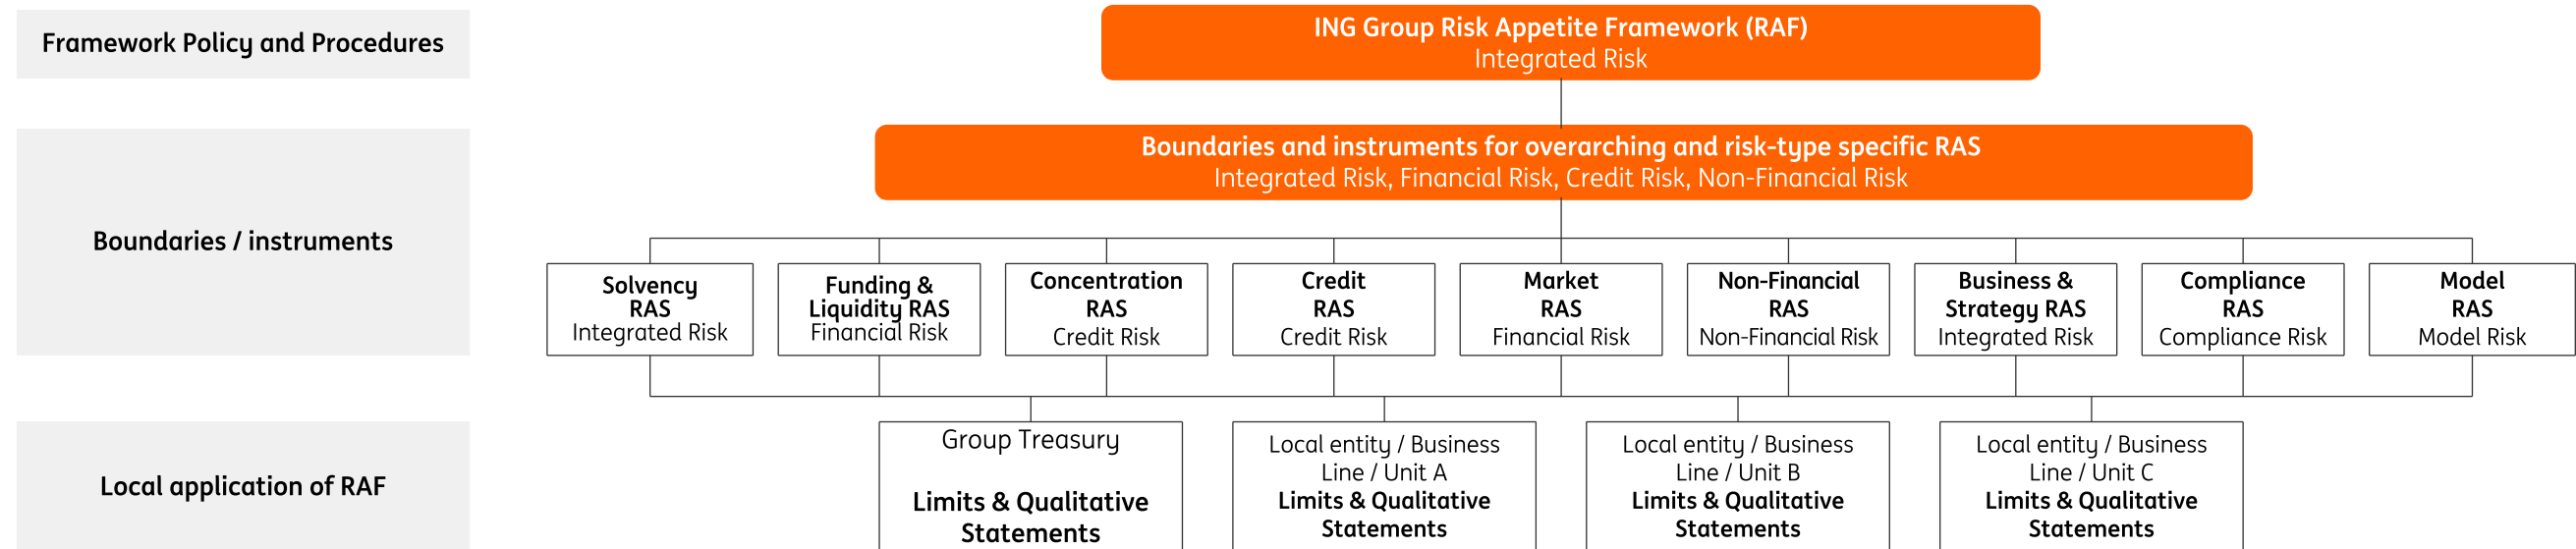 Framework Policy and Procedures
ING Group Risk Appetite Framework (RAF)
Integrated Risk
Boundaries / instruments
Boundaries and instruments for overarching and risk-type specific RAS
Integrated Risk, Financial Risk, Credit Risk, Non-Financial Risk
Solvency
RAS
Integrated Risk
Funding &
Liquidity RAS
Financial Risk
Concentration
RAS
Credit Risk
Credit
RAS
Credit Risk
Market
RAS
Financial Risk
Non-Financial
RAS
Non-Financial Risk
Business &
Strategy RAS
Integrated Risk
Compliance
RAS
Compliance Risk
Model
RAS
Model Risk
Local application of RAF
Group Treasury
Limits & Qualitative
Statements
Local entity / Business
Line / Unit A
Limits & Qualitative
Statements
Local entity / Business
Line / Unit B
Limits & Qualitative
Statements
Local entity / Business
Line / Unit C
Limits & Qualitative
Statements